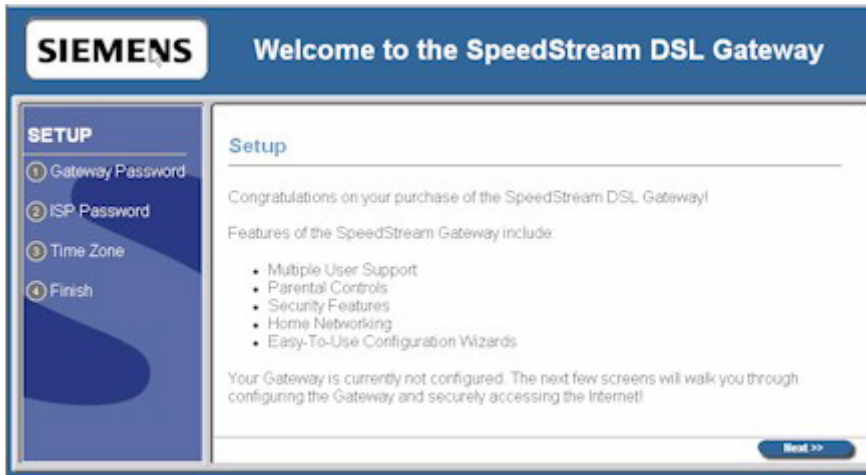 SIEMENS
Welcome to the SpeedStream DSL Gateway
SETUP
1 Gateway Password
2 ISP Password
3 Time Zone
4 Finish
Setup
Congratulations on your purchase of the SpeedStream DSL Gateway!
Features of the SpeedStream Gateway include:
• Multiple User Support
• Parental Controls
• Security Features
• Home Networking
• Easy-To-Use Configuration Wizards
Your Gateway is currently not configured. The next few screens will walk you through
configuring the Gateway and securely accessing the Internet!
Next >>